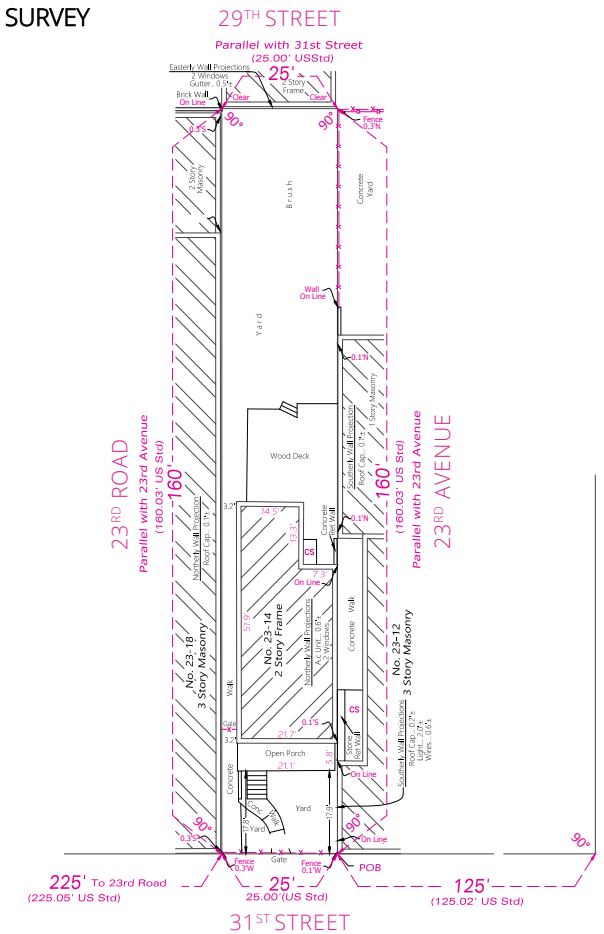 SURVEY
29TH STREET
Parallel with 31st Street
(25.00' USStd)
25'
Easterly Wall Projections
2 Windows
Gutter.. 0.5'±
2 Story
Frame
Brick Wall
On Line
Clear
Clear
90°
90°
Fence
0.3'N
0.3'S
2 Story
Masonry
Brush
Concrete
Yard
Wall
On Line
Yard
0.1'N
1 Story Masonry
Southerly Wall Projection
Roof Cap... 0.1'±
Wood Deck
23RD ROAD
Parallel with 23rd Avenue
(160.03' US Std)
160'
160'
(160.03' US Std)
Parallel with 23rd Avenue
23RD AVENUE
Northerly Wall Projection
Roof Cap... 0.1'±
3.2'
14.5'
13.3'
Concrete
Ret Wall
0.1'N
CS
7.3'
On Line
51.9'
No. 23-14
2 Story Frame
Northerly Wall Projections
A.c Unit... 0.6'±
2 Windows
Concrete Walk
No. 23-18
3 Story Masonry
No. 23-12
3 Story Masonry
Southerly Wall Projections
Roof Cap... 0.2'±
Light... 2.0'±
Wires... 0.6'±
Walk
CS
Gate
0.1'S
Stone
Ret Wall
3.2'
21.7'
Open Porch
21.1'
5.8'
On Line
Concrete
Conc.
Walk
Yard
Yard
17.8'
17.9'
90°
90°
90°
0.3'S
On Line
Fence
0.3'W
Gate
Fence
0.1'W
POB
225' To 23rd Road
(225.05' US Std)
25'
25.00'(US Std)
125'
(125.02' US Std)
31ST STREET